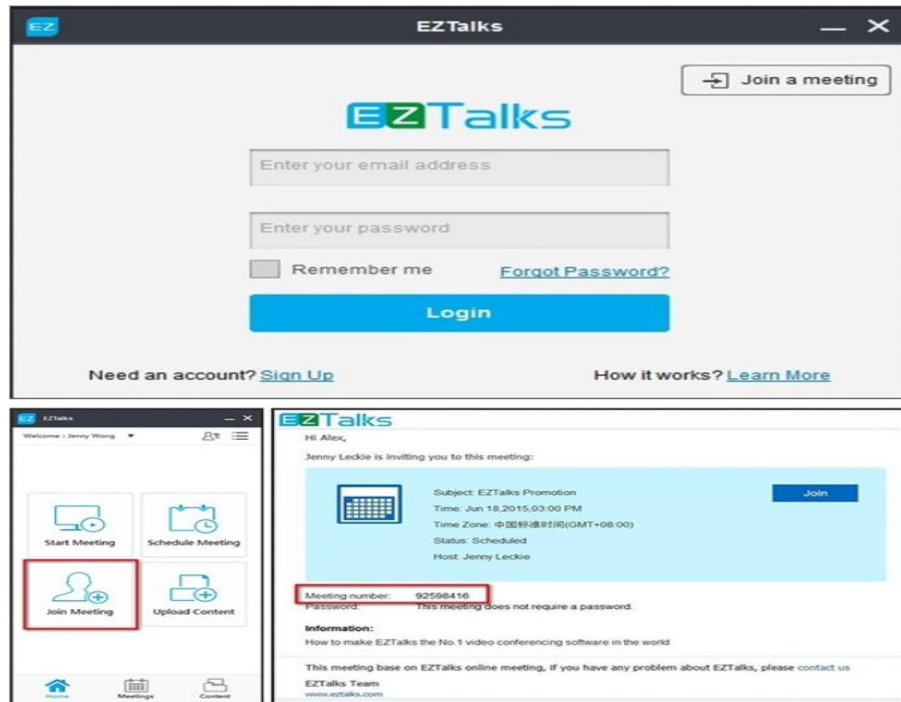 EZ EZTalks
Join a meeting
EZTalks
Enter your email address
Enter your password
Remember me Forgot Password?
Login
Need an account? Sign Up How it works? Learn More
EZ EZTalks
Welcome : Jenny Wong
Start Meeting Schedule Meeting
Join Meeting Upload Content
Home Meetings Content
EZTalks
Hi Alex,
Jenny Leckie is inviting you to this meeting:
Subject: EZTalks Promotion
Join
Time: Jun 18,2015,03:00 PM
Time Zone: 中国标准时间(GMT+08:00)
Status: Scheduled
Host: Jenny Leckie
Meeting number: 92598416
Password: This meeting does not require a password.
Information:
How to make EZTalks the No.1 video conferencing software in the world
This meeting base on EZTalks online meeting, if you have any problem about EZTalks, please contact us
EZTalks Team
www.eztalks.com